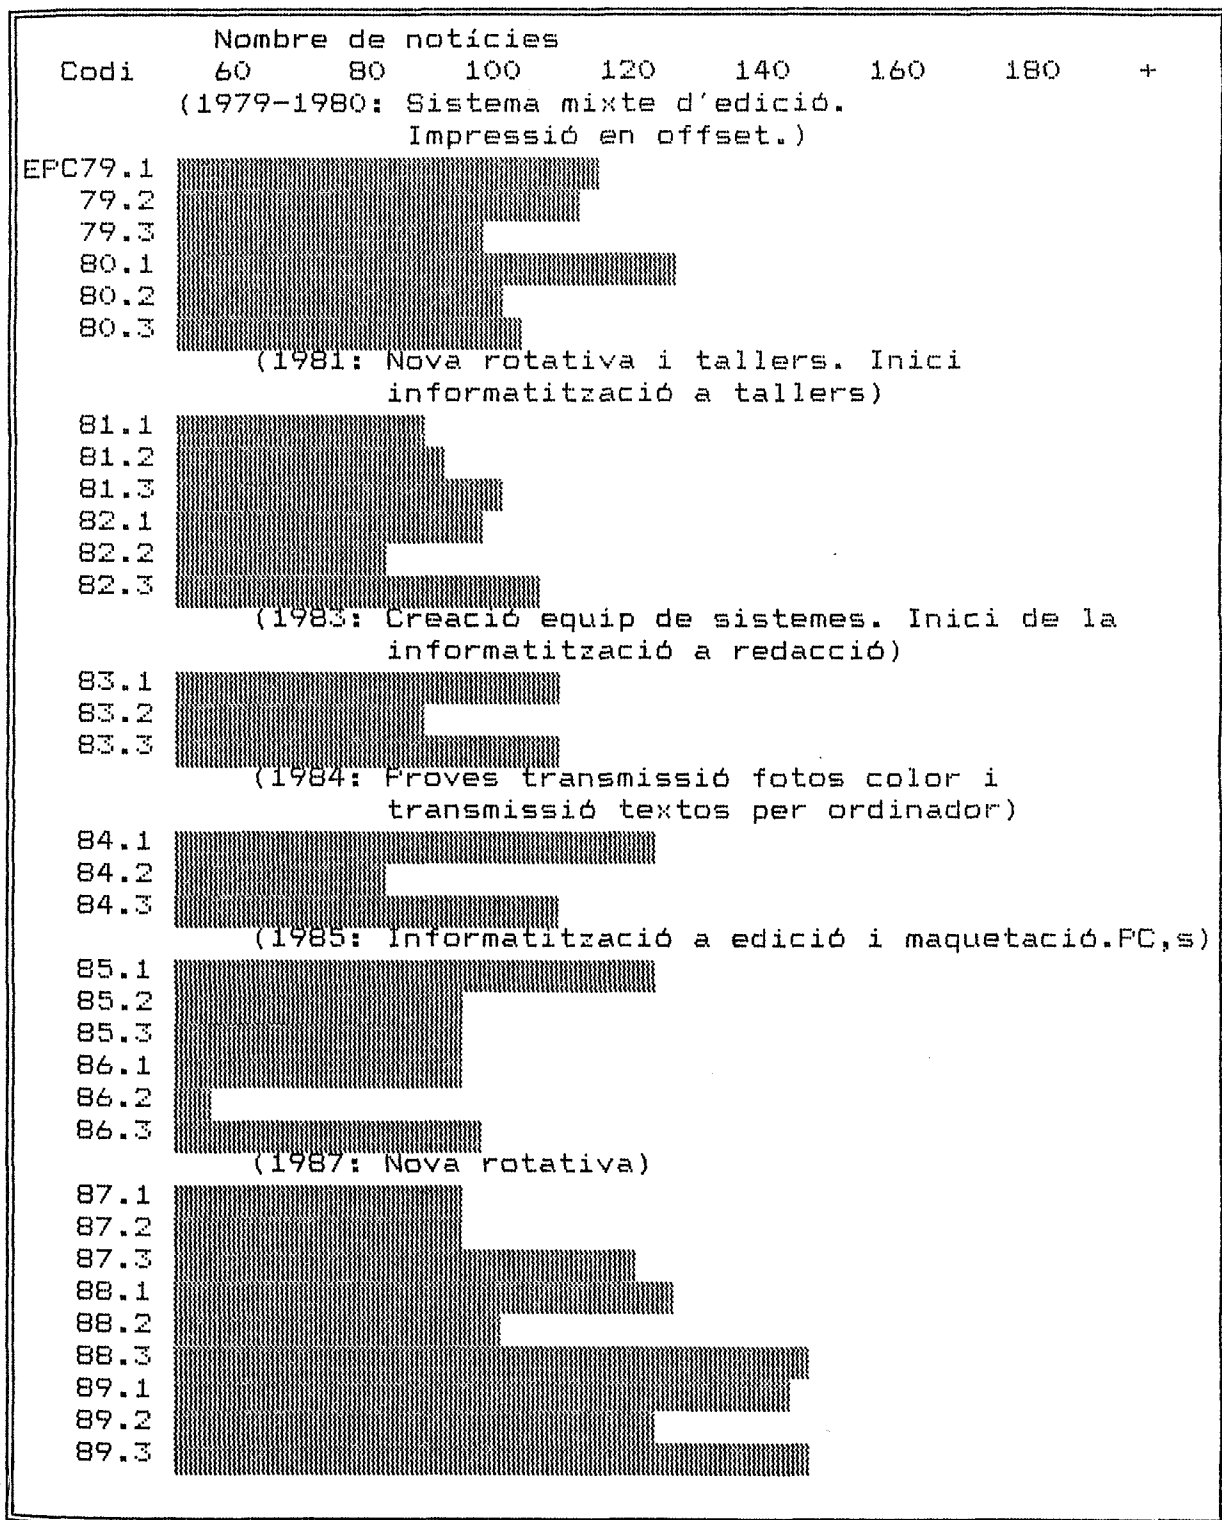 Nombre de notícies
Codi 60 80 100 120 140 160 180 +
(1979-1980: Sistema mixte d'edició.
Impressió en offset.)
EPC79.1
79.2
79.3
80.1
80.2
80.3
(1981: Nova rotativa i tallers. Inici
informatització a tallers)
81.1
81.2
81.3
82.1
82.2
82.3
(1983: Creació equip de sistemes. Inici de la
informatització a redacció)
83.1
83.2
83.3
(1984: Proves transmissió fotos color i
transmissió textos per ordinador)
84.1
84.2
84.3
(1985: Informatització a edició i maquetació.PC,s)
85.1
85.2
85.3
86.1
86.2
86.3
(1987: Nova rotativa)
87.1
87.2
87.3
88.1
88.2
88.3
89.1
89.2
89.3